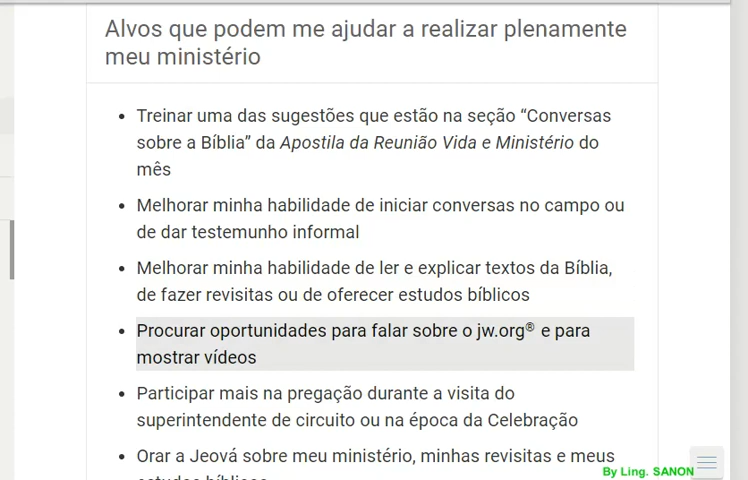 Alvos que podem me ajudar a realizar plenamente
meu ministério
• Treinar uma das sugestões que estão na seção “Conversas
sobre a Bíblia” da Apostila da Reunião Vida e Ministério do
mês
• Melhorar minha habilidade de iniciar conversas no campo ou
de dar testemunho informal
• Melhorar minha habilidade de ler e explicar textos da Bíblia,
de fazer revisitas ou de oferecer estudos bíblicos
• Procurar oportunidades para falar sobre o jw.org® e para
mostrar vídeos
• Participar mais na pregação durante a visita do
superintendente de circuito ou na época da Celebração
• Orar a Jeová sobre meu ministério, minhas revisitas e meus
estudos bíblicos
By Ling. SANON